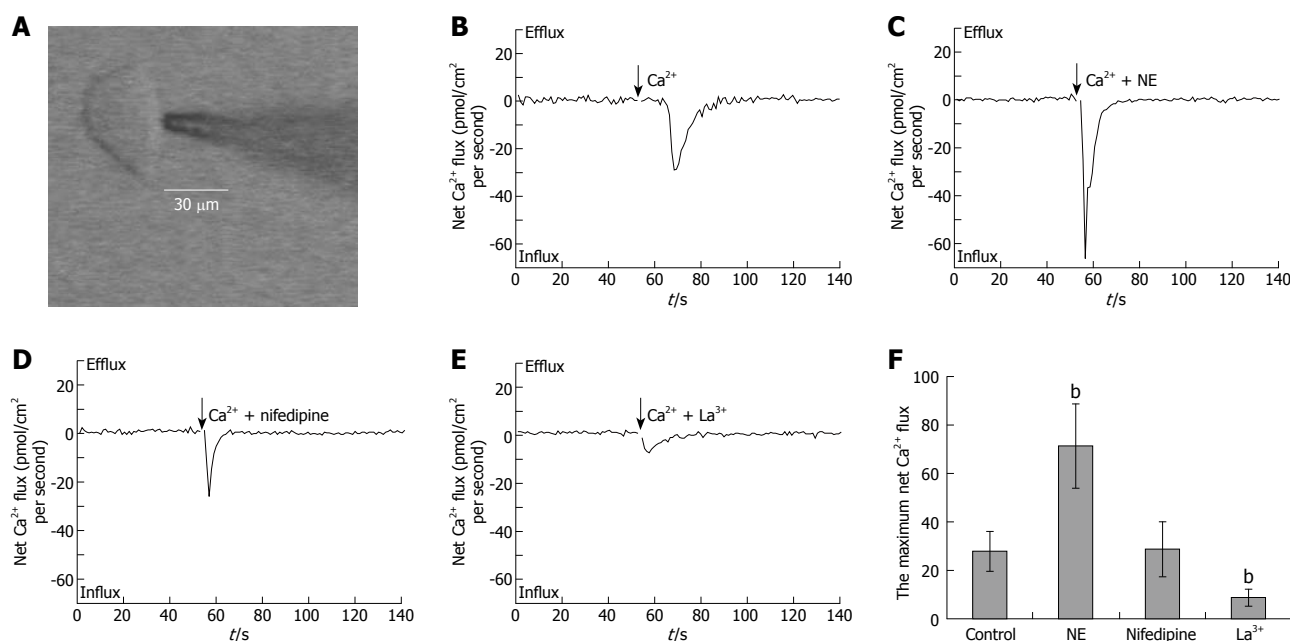 A
30 μm
B
Efflux
20
0
-20
-40
-60
Influx
Net Ca²⁺ flux (pmol/cm²
per second)
Ca²⁺
0 20 40 60 80 100 120 140
t/s
C
Efflux
20
0
-20
-40
-60
Influx
Net Ca²⁺ flux (pmol/cm²
per second)
Ca²⁺ + NE
0 20 40 60 80 100 120 140
t/s
D
Efflux
20
0
-20
-40
-60
Influx
Net Ca²⁺ flux (pmol/cm²
per second)
Ca²⁺ + nifedipine
0 20 40 60 80 100 120 140
t/s
E
Efflux
20
0
-20
-40
-60
Influx
Net Ca²⁺ flux (pmol/cm²
per second)
Ca²⁺ + La³⁺
0 20 40 60 80 100 120 140
t/s
F
100
80
60
40
20
0
The maximum net Ca²⁺ flux
b
b
Control NE Nifedipine La³⁺